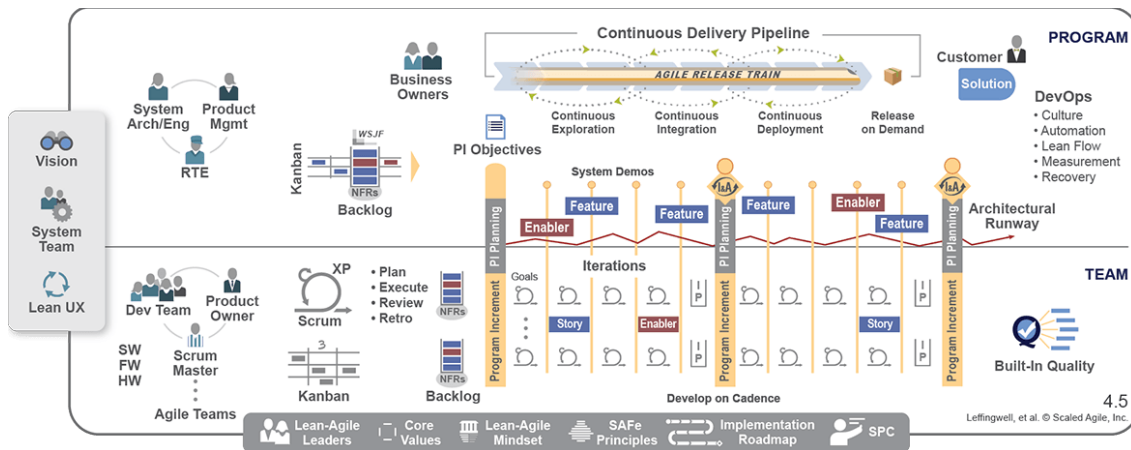 Continuous Delivery Pipeline
PROGRAM
AGILE RELEASE TRAIN
Customer
Solution
Business
Owners
System
Arch/Eng
Product
Mgmt
RTE
Continuous
Exploration
Continuous
Integration
Continuous
Deployment
Release
on Demand
DevOps
• Culture
• Automation
• Lean Flow
• Measurement
• Recovery
Vision
System
Team
Lean UX
Kanban
WSJF
NFRs
Backlog
PI Objectives
System Demos
I&A
I&A
Enabler
Feature
Feature
Feature
Enabler
Feature
Architectural
Runway
PI Planning
PI Planning
PI Planning
TEAM
Dev Team
Product
Owner
Scrum
Master
SW
FW
HW
Agile Teams
XP
Scrum
• Plan
• Execute
• Review
• Retro
3
Kanban
NFRs
NFRs
Backlog
Program Increment
Program Increment
Program Increment
Goals
Iterations
Story
Enabler
Story
I P
I P
I P
I P
Develop on Cadence
Built-In Quality
4.5
Leffingwell, et al. © Scaled Agile, Inc.
Lean-Agile
Leaders
Core
Values
Lean-Agile
Mindset
SAFe
Principles
Implementation
Roadmap
SPC